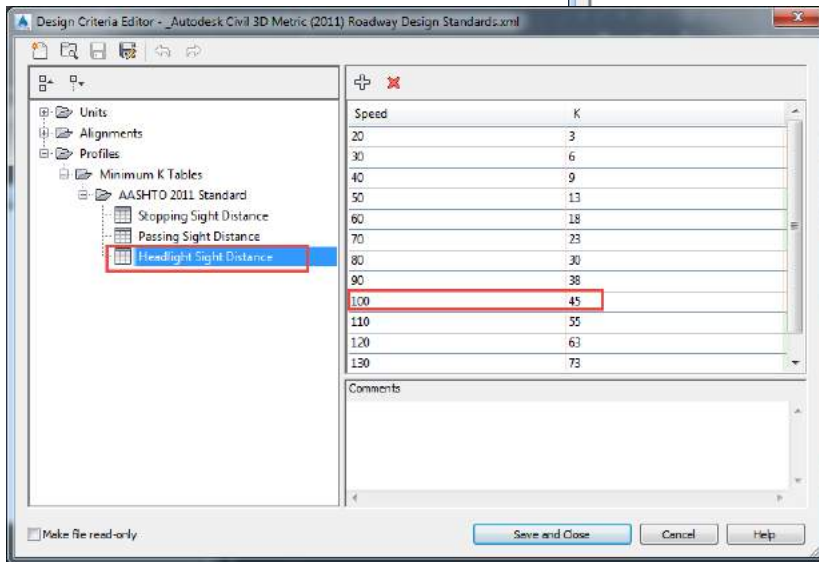 Design Criteria Editor - _Autodesk Civil 3D Metric (2011) Roadway Design Standards.xml
Units
Alignments
Profiles
Minimum K Tables
AASHTO 2011 Standard
Stopping Sight Distance
Passing Sight Distance
Headlight Sight Distance
Speed K
20 3
30 6
40 9
50 13
60 18
70 23
80 30
90 38
100 45
110 55
120 63
130 73
Comments
Make file read-only
Save and Close Cancel Help